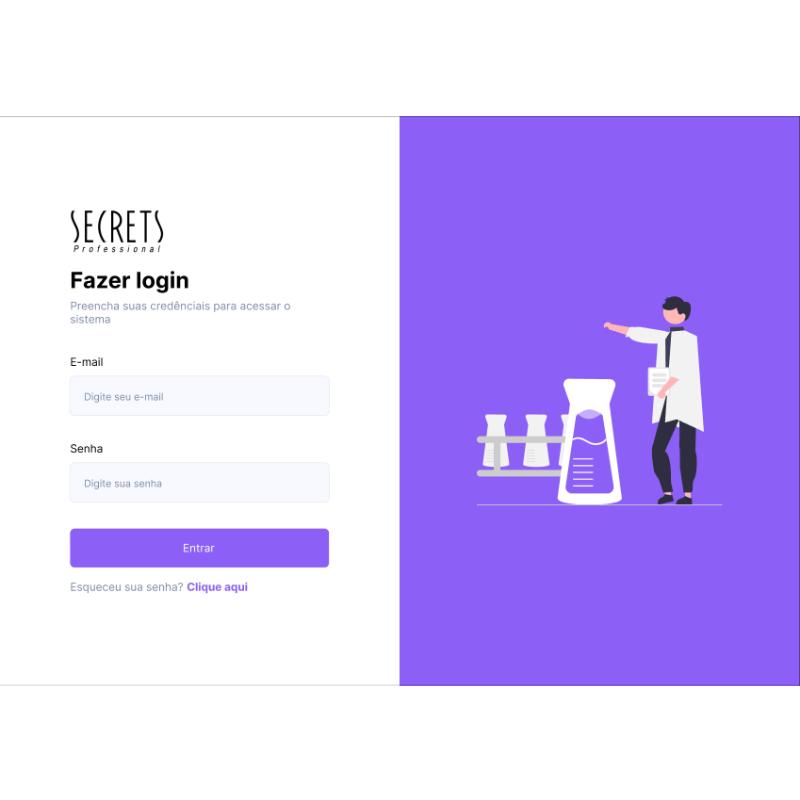 SECRETS
Professional
Fazer login
Preencha suas credênciais para acessar o
sistema
E-mail
Digite seu e-mail
Senha
Digite sua senha
Entrar
Esqueceu sua senha? Clique aqui